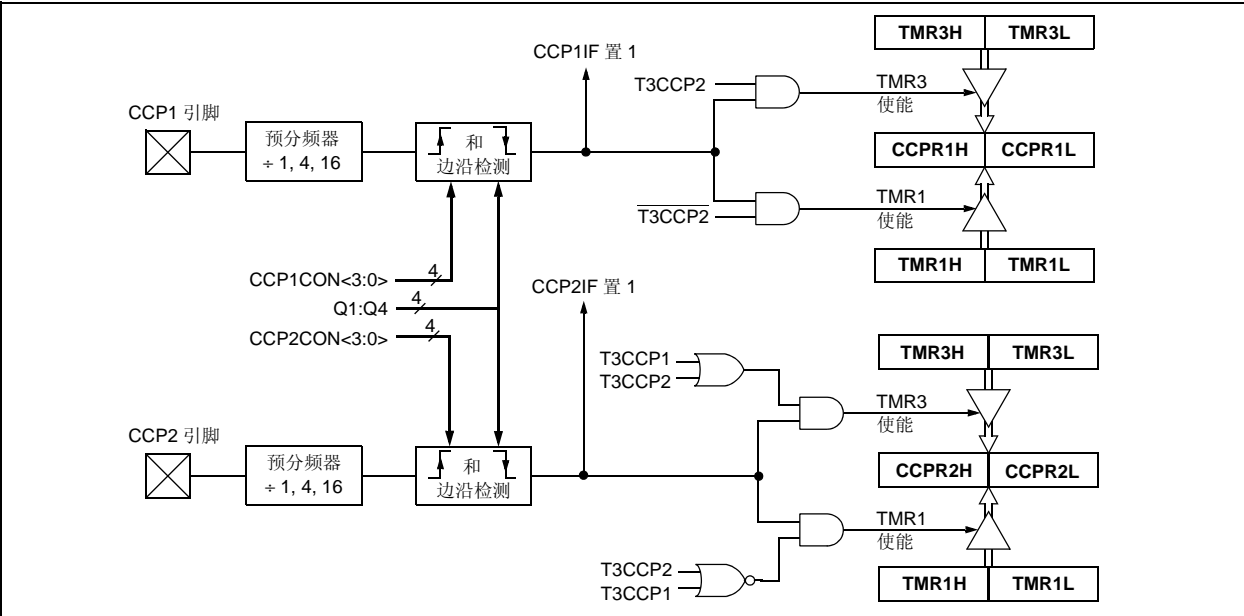 TMR3H TMR3L
CCP1IF 置 1
T3CCP2
TMR3
使能
CCP1 引脚
预分频器
÷ 1, 4, 16
和
边沿检测
CCPR1H CCPR1L
T3CCP2
TMR1
使能
TMR1H TMR1L
CCP1CON<3:0> 4
Q1:Q4 4
CCP2CON<3:0> 4
CCP2IF 置 1
TMR3H TMR3L
T3CCP1
T3CCP2
TMR3
使能
CCP2 引脚
预分频器
÷ 1, 4, 16
和
边沿检测
CCPR2H CCPR2L
TMR1
使能
T3CCP2
T3CCP1
TMR1H TMR1L